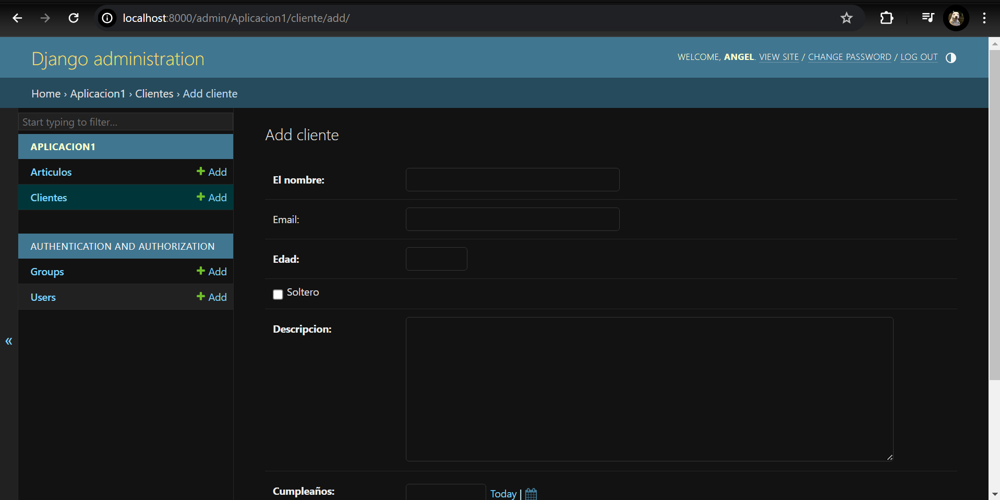 localhost:8000/admin/Aplicacion1/cliente/add/
Django administration
WELCOME, ANGEL. VIEW SITE / CHANGE PASSWORD / LOG OUT
Home › Aplicacion1 › Clientes › Add cliente
Start typing to filter...
APLICACION1
Articulos + Add
Clientes + Add
AUTHENTICATION AND AUTHORIZATION
Groups + Add
Users + Add
«
Add cliente
El nombre:
Email:
Edad:
Soltero
Descripcion:
Cumpleaños:
Today |